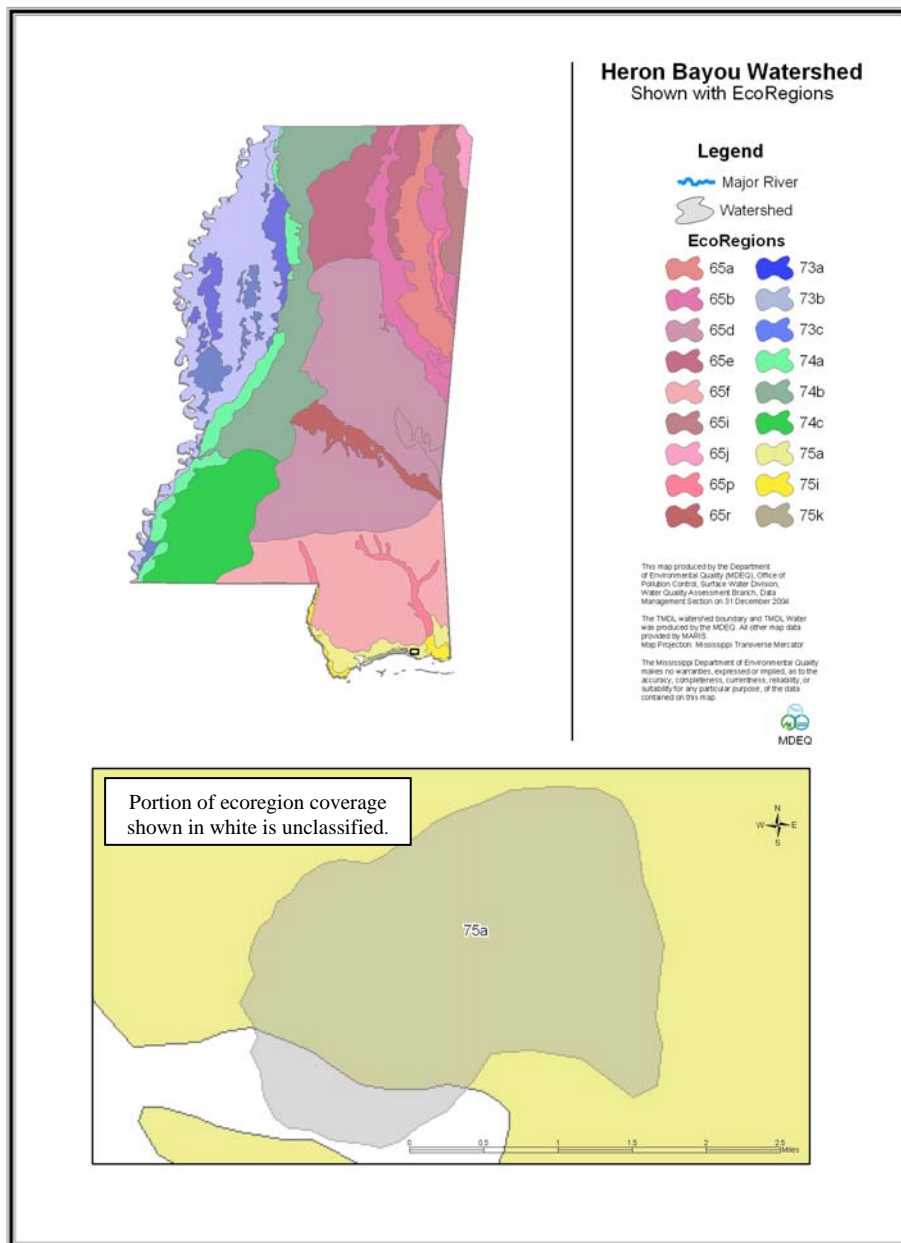 Heron Bayou Watershed
Shown with EcoRegions
Legend
Major River
Watershed
EcoRegions
65a
65b
65d
65e
65f
65i
65j
65p
65r
73a
73b
73c
74a
74b
74c
75a
75i
75k
This map produced by the Department
of Environmental Quality (MDEQ), Office of
Pollution Control, Surface Water Division,
Water Quality Assessment Branch, Data
Management Section on 31 December 2004.
The TMDL watershed boundary and TMDL Water
was produced by the MDEQ. All other map data
provided by MARIS.
Map Projection: Mississippi Transverse Mercator
The Mississippi Department of Environmental Quality
makes no warranties, expressed or implied, as to the
accuracy, completeness, currentness, reliability, or
suitability for any particular purpose, of the data
contained on this map.
MDEQ
Portion of ecoregion coverage
shown in white is unclassified.
N
W E
S
75a
0 0.5 1 1.5 2 2.5
Miles